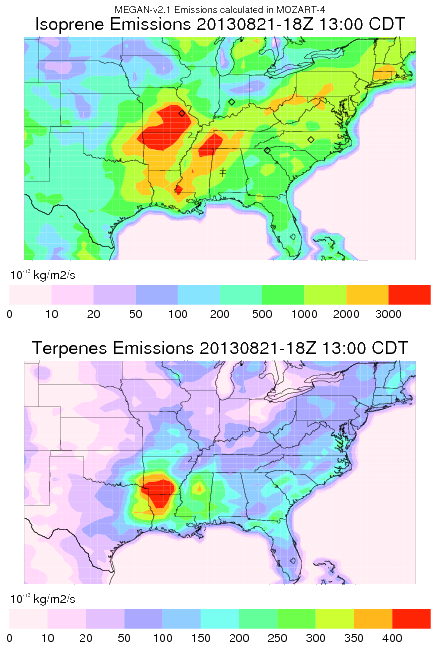 MEGAN-v2.1 Emissions calculated in MOZART-4
Isoprene Emissions 20130821-18Z 13:00 CDT
10⁻¹² kg/m2/s
0 10 20 50 100 200 500 1000 2000 3000
Terpenes Emissions 20130821-18Z 13:00 CDT
10⁻¹² kg/m2/s
0 10 20 50 100 150 200 250 300 350 400